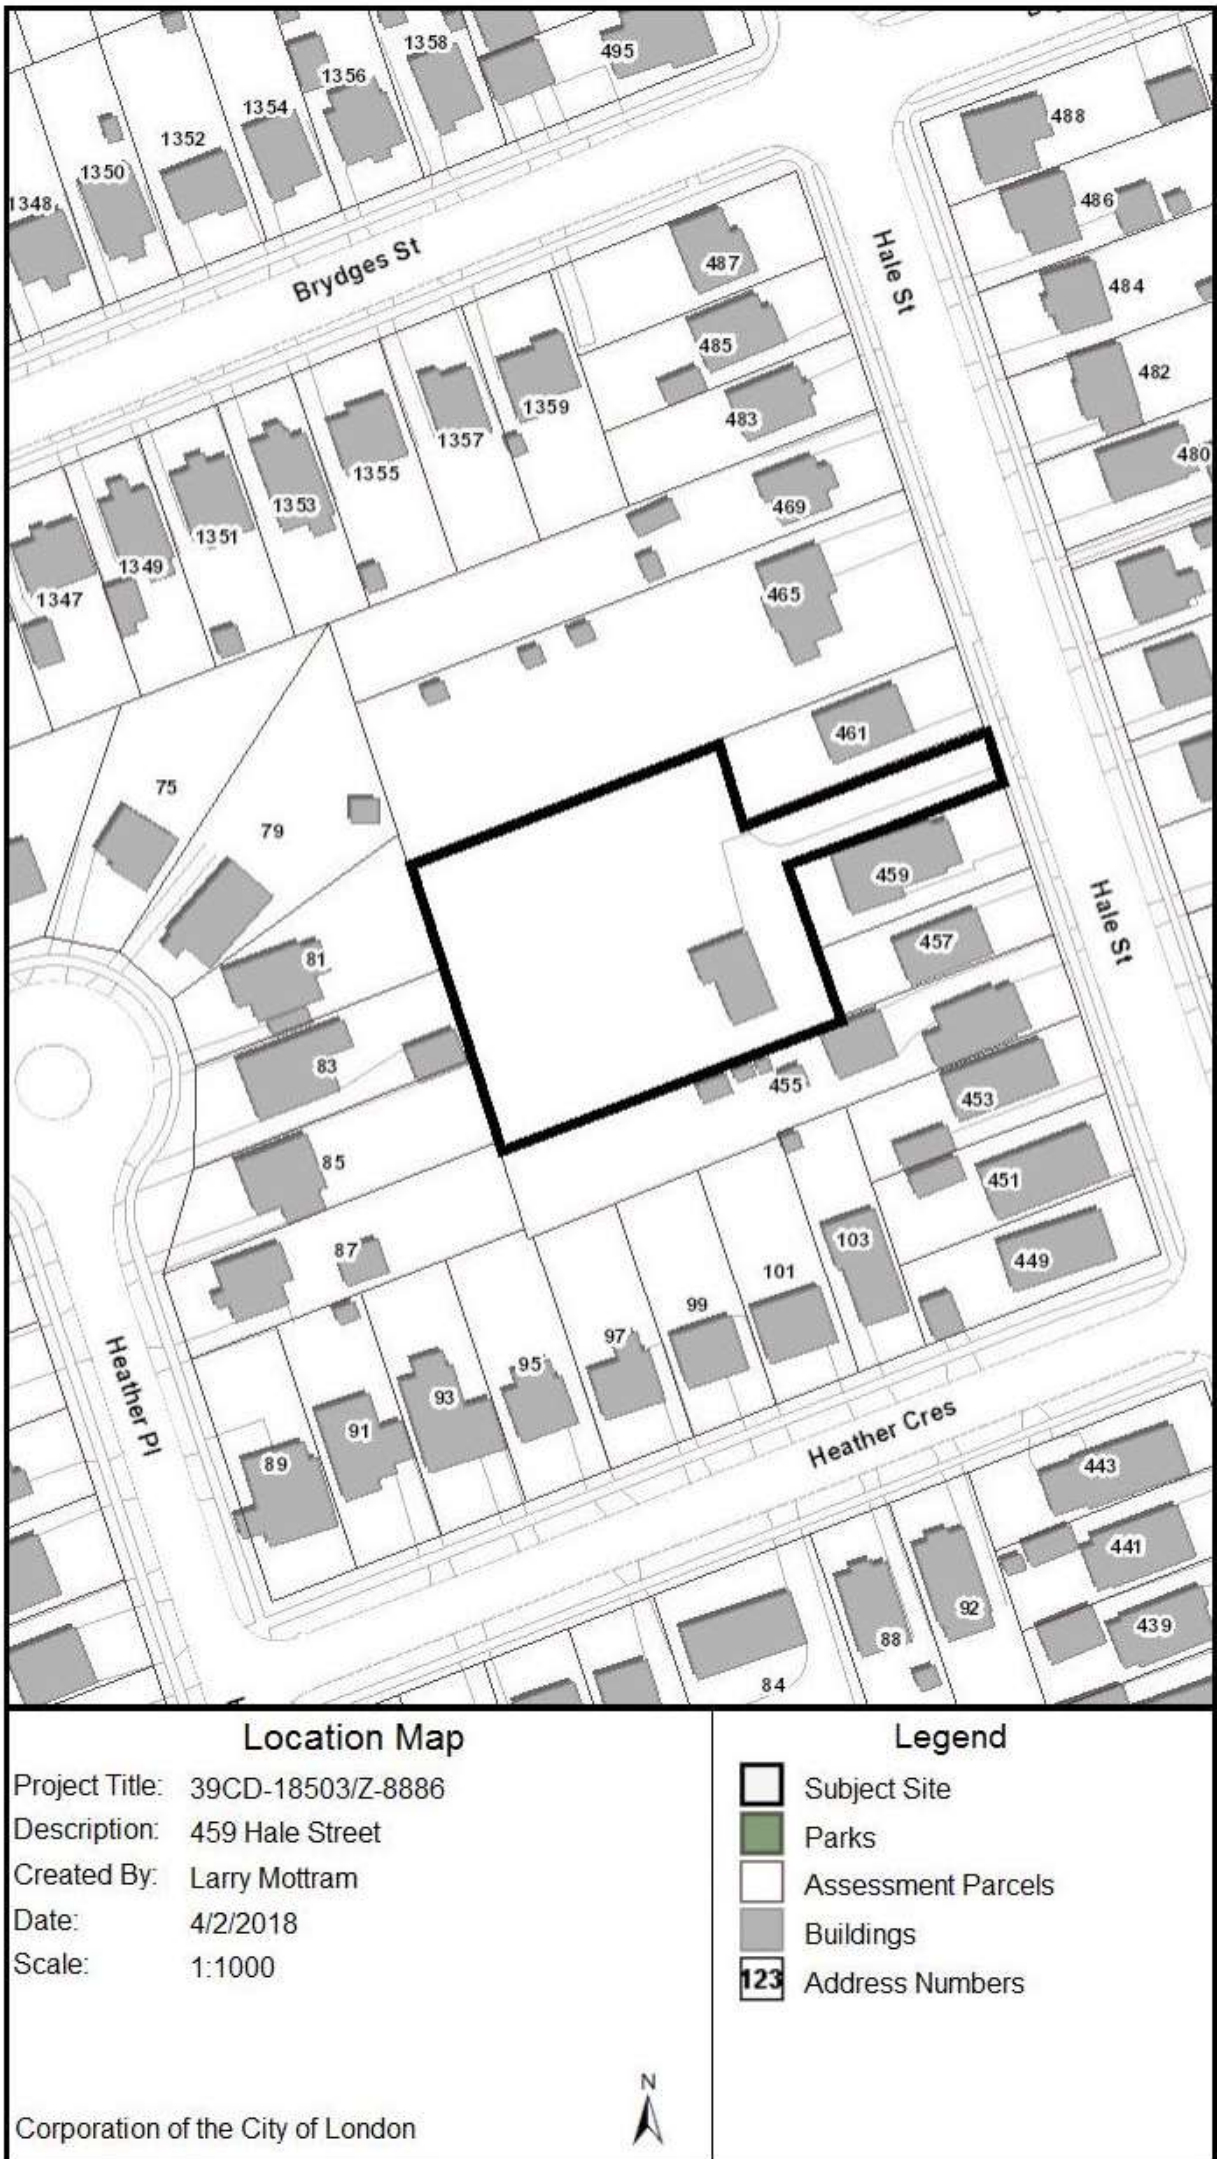 495
1358
1356
1354
1352
1350
1348
488
486
484
482
480
Hale St
Brydges St
487
485
483
469
465
461
1359
1357
1355
1353
1351
1349
1347
75
79
81
83
85
87
459
457
Hale St
455
453
451
449
103
101
99
97
95
93
91
89
Heather Pl
Heather Cres
443
441
439
92
88
84
Location Map
Project Title: 39CD-18503/Z-8886
Description: 459 Hale Street
Created By: Larry Mottram
Date: 4/2/2018
Scale: 1:1000
N
Corporation of the City of London
Legend
Subject Site
Parks
Assessment Parcels
Buildings
123 Address Numbers